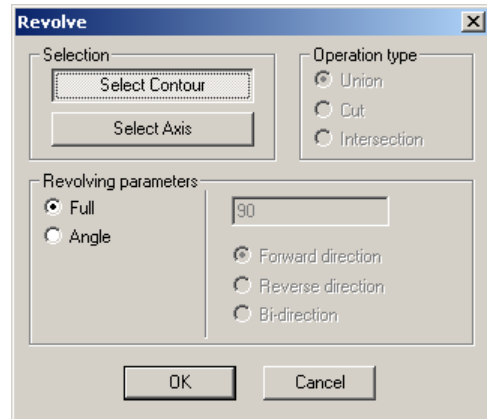 Revolve
Selection
Select Contour
Select Axis
Operation type
Union
Cut
Intersection
Revolving parameters
Full
Angle
90
Forward direction
Reverse direction
Bi-direction
OK
Cancel